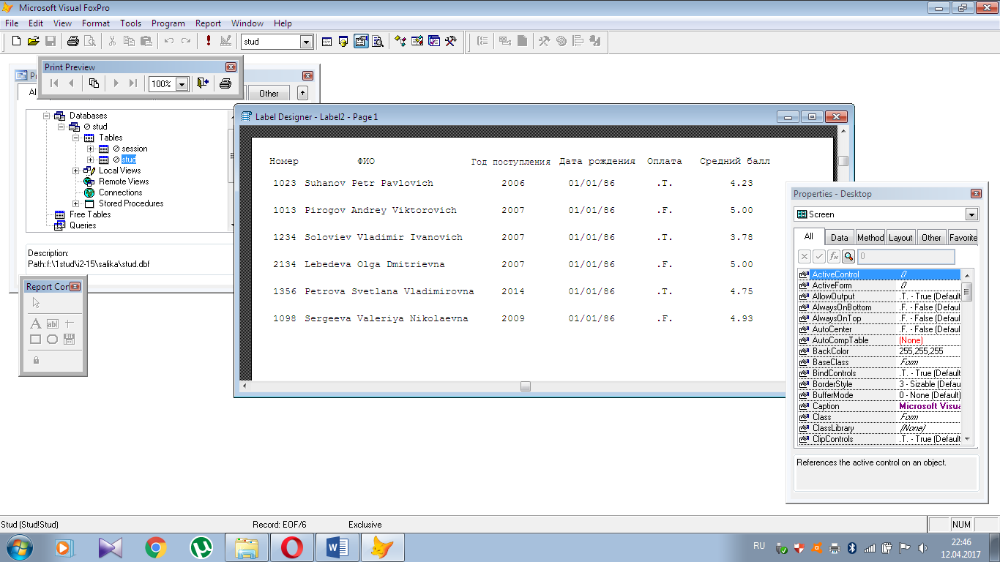 Microsoft Visual FoxPro
File Edit View Format Tools Program Report Window Help
stud
Print Preview
100%
Other
Databases
stud
Tables
session
stud
Local Views
Remote Views
Connections
Stored Procedures
Free Tables
Queries
Description:
Path:f:\1stud\i2-15\salika\stud.dbf
Report Cor
Label Designer - Label2 - Page 1
Номер ФИО Год поступления Дата рождения Оплата Средний балл
1023 Suhanov Petr Pavlovich 2006 01/01/86 .T. 4.23
1013 Pirogov Andrey Viktorovich 2007 01/01/86 .F. 5.00
1234 Soloviev Vladimir Ivanovich 2007 01/01/86 .T. 3.78
2134 Lebedeva Olga Dmitrievna 2007 01/01/86 .F. 5.00
1356 Petrova Svetlana Vladimirovna 2014 01/01/86 .T. 4.75
1098 Sergeeva Valeriya Nikolaevna 2009 01/01/86 .F. 4.93
Properties - Desktop
Screen
All Data Method Layout Other Favorite
0
ActiveControl 0
ActiveForm 0
AllowOutput .T. - True (Default
AlwaysOnBottom .F. - False (Defau
AlwaysOnTop .F. - False (Defau
AutoCenter .F. - False (Defau
AutoCompTable (None)
BackColor 255,255,255
BaseClass Form
BindControls .T. - True (Default
BorderStyle 3 - Sizable (Defau
BufferMode 0 - None (Default)
Caption Microsoft Visua
Class Form
ClassLibrary (None)
ClipControls .T. - True (Default
References the active control on an object.
Stud (Stud!Stud) Record: EOF/6 Exclusive NUM
RU 22:46
12.04.2017